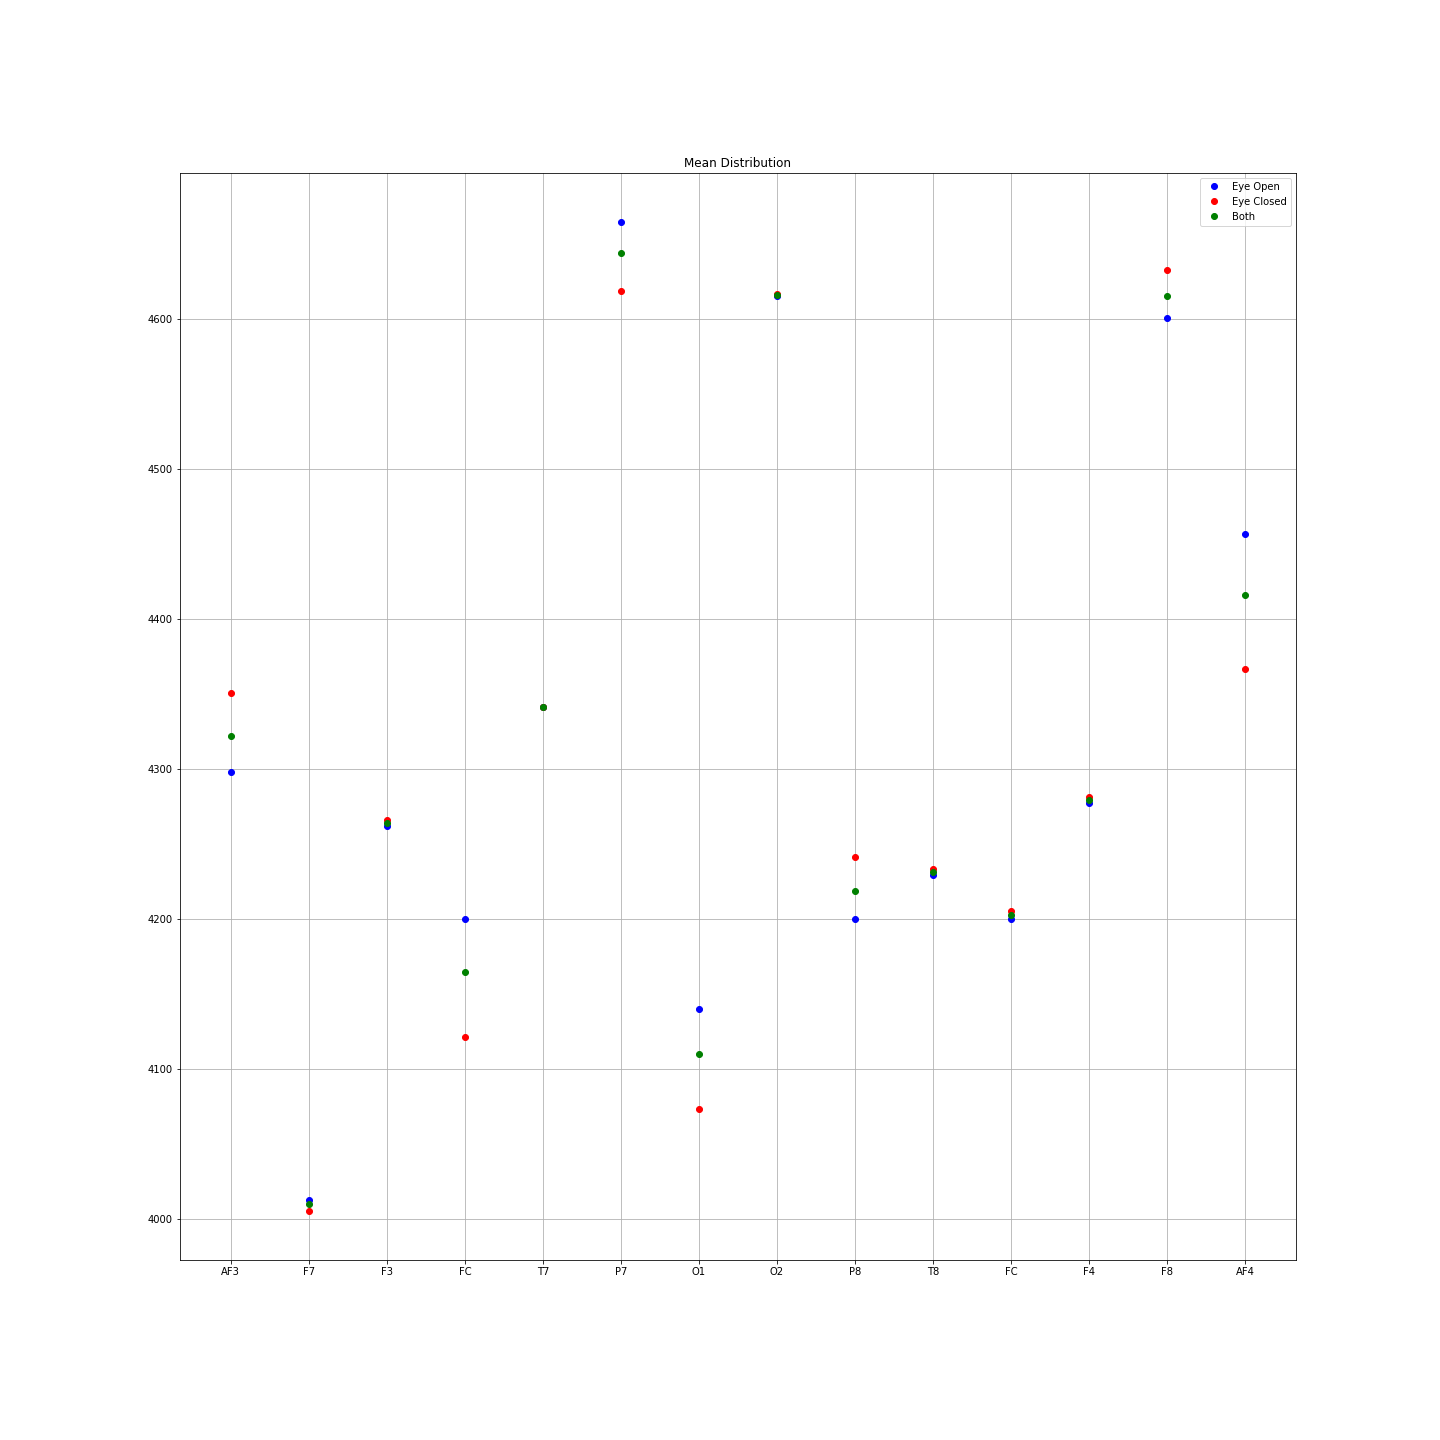 Mean Distribution
Eye Open
Eye Closed
Both
4600
4500
4400
4300
4200
4100
4000
AF3 F7 F3 FC T7 P7 O1 O2 P8 T8 FC F4 F8 AF4